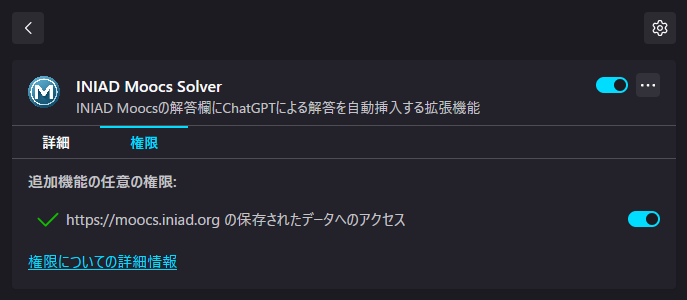 INIAD Moocs Solver
INIAD Moocsの解答欄にChatGPTによる解答を自動挿入する拡張機能
詳細 権限
追加機能の任意の権限:
https://moocs.iniad.org の保存されたデータへのアクセス
権限についての詳細情報